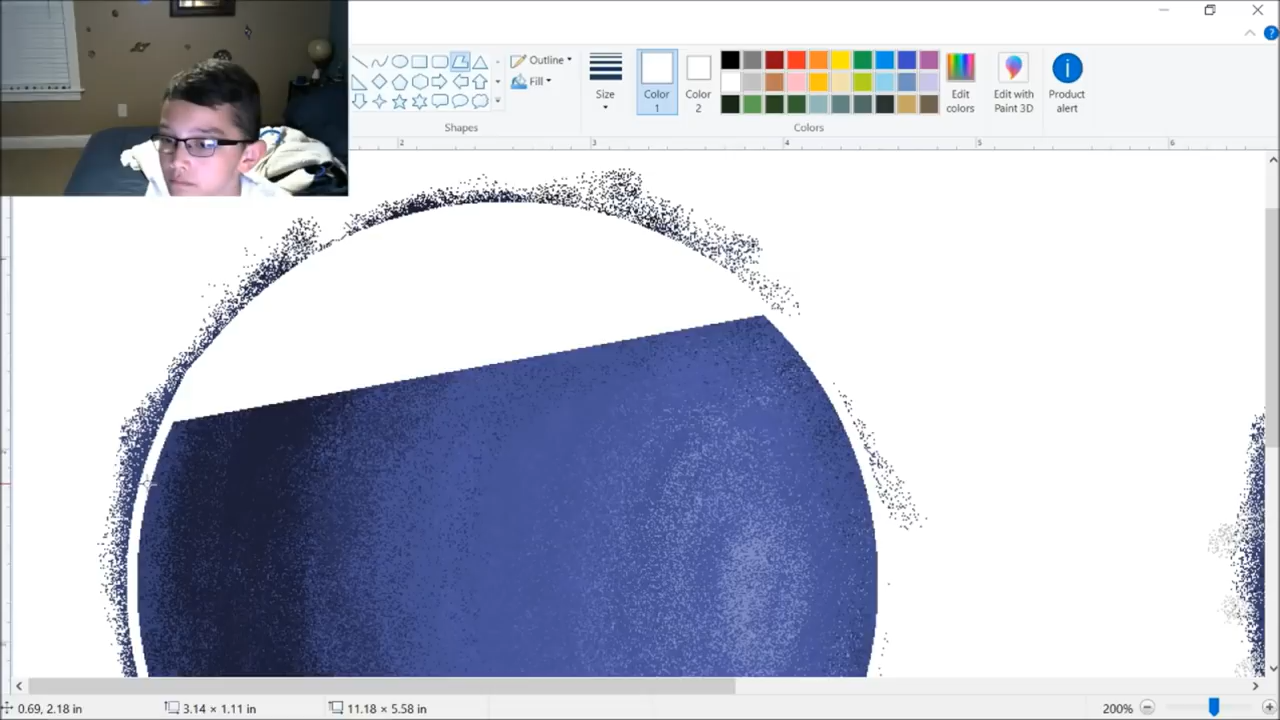 Outline
Fill
Shapes
Size
Color 1
Color 2
Edit colors
Edit with Paint 3D
Product alert
Colors
2 3 4 5 6
0.69, 2.18 in
3.14 × 1.11 in
11.18 × 5.58 in
200%